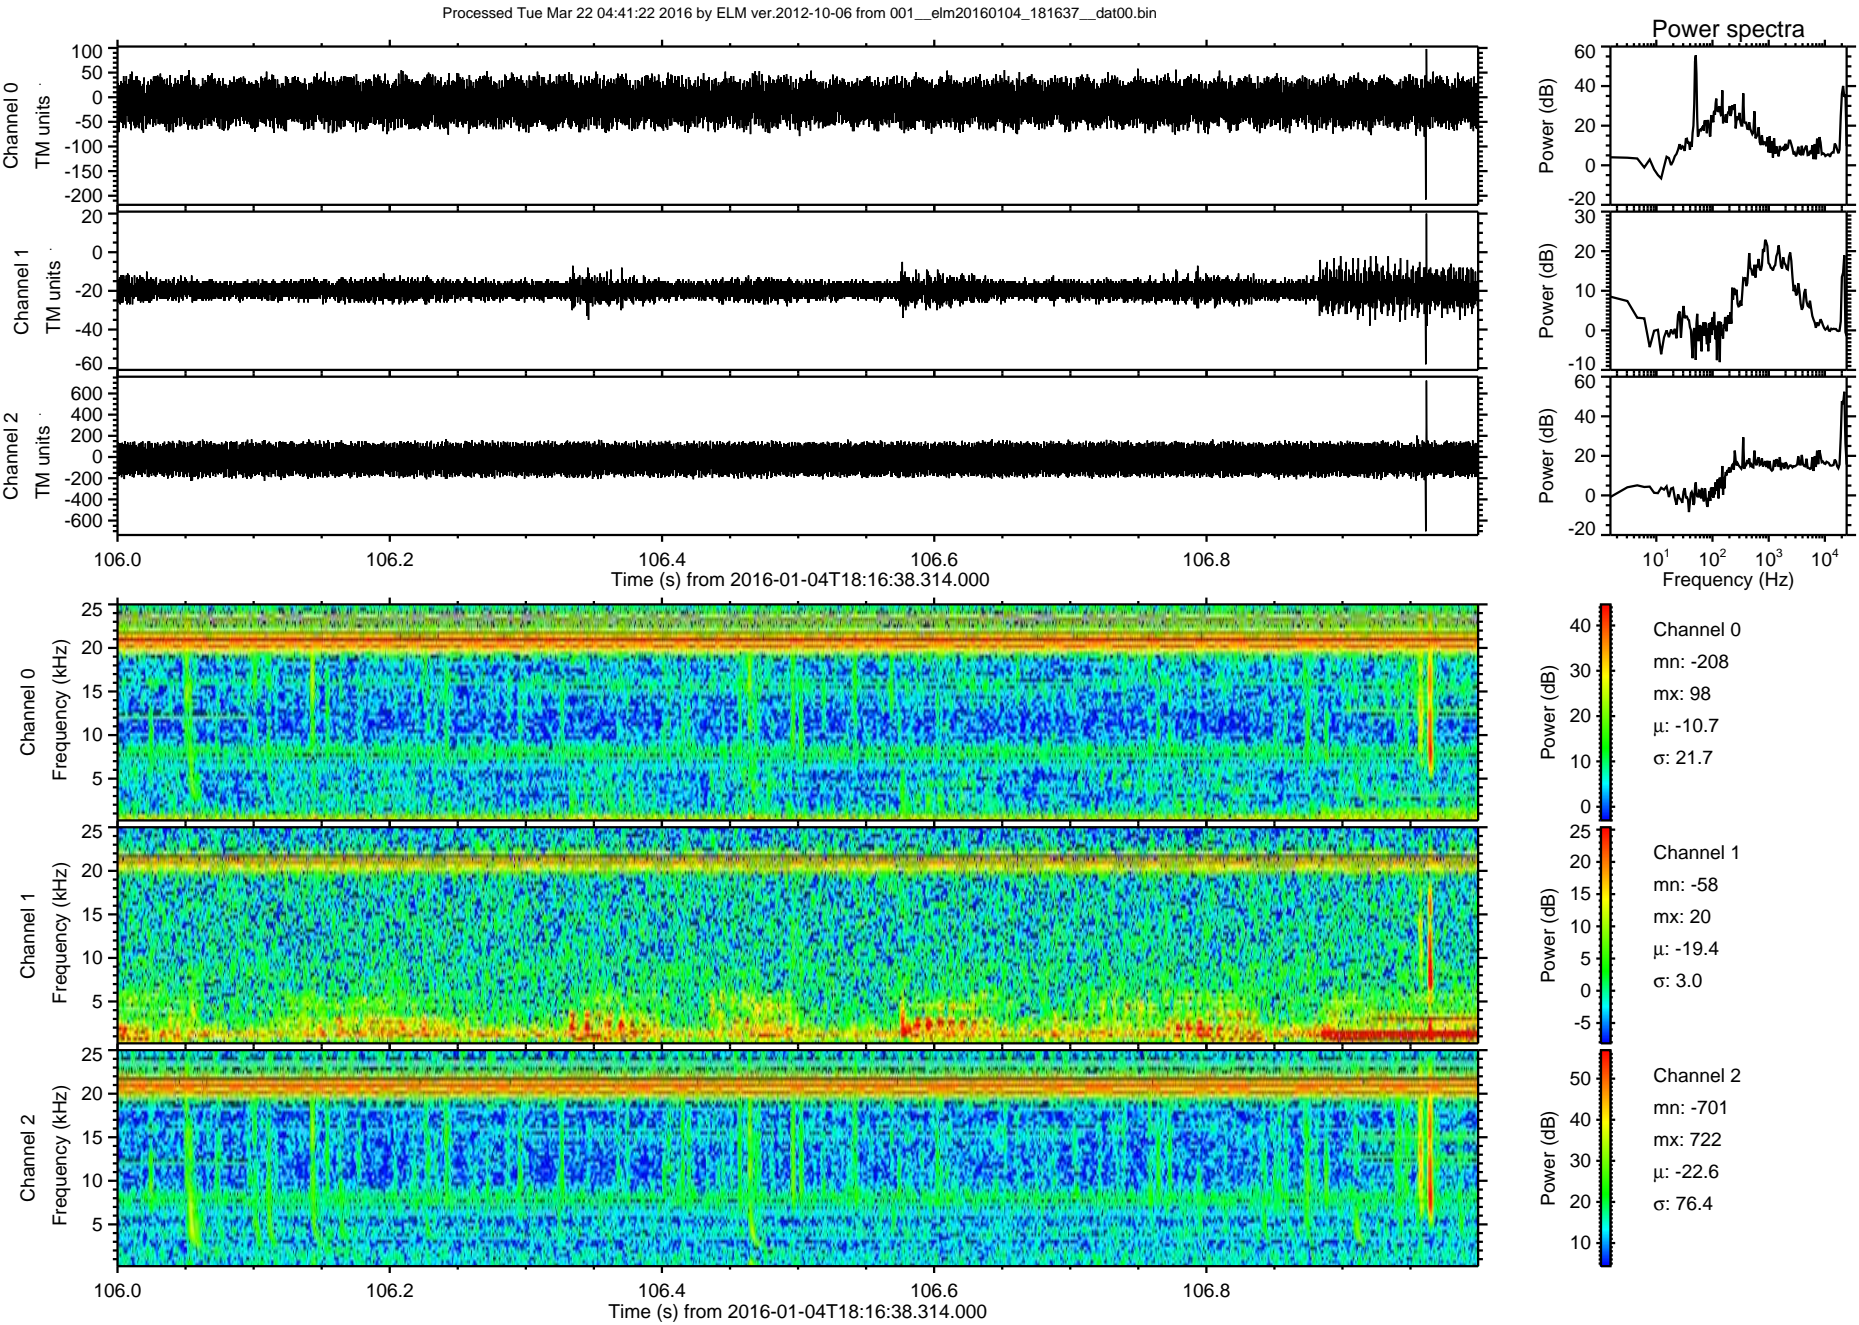 Processed Tue Mar 22 04:41:22 2016 by ELM ver.2012-10-06 from 001__elm20160104_181637__dat00.bin
Power spectra
Channel 0
TM units
100
50
0
-50
-100
-150
-200
Power (dB)
60
40
20
0
-20
Channel 1
TM units
20
0
-20
-40
-60
Power (dB)
30
20
10
0
-10
Channel 2
TM units
600
400
200
0
-200
-400
-600
Power (dB)
60
40
20
0
-20
106.0 106.2 106.4 106.6 106.8
Time (s) from 2016-01-04T18:16:38.314.000
10¹ 10² 10³ 10⁴
Frequency (Hz)
Channel 0
Frequency (kHz)
25
20
15
10
5
Power (dB)
40
30
20
10
0
Channel 0
mn: -208
mx: 98
μ: -10.7
σ: 21.7
Channel 1
Frequency (kHz)
25
20
15
10
5
Power (dB)
25
20
15
10
5
0
-5
Channel 1
mn: -58
mx: 20
μ: -19.4
σ: 3.0
Channel 2
Frequency (kHz)
25
20
15
10
5
Power (dB)
50
40
30
20
10
Channel 2
mn: -701
mx: 722
μ: -22.6
σ: 76.4
106.0 106.2 106.4 106.6 106.8
Time (s) from 2016-01-04T18:16:38.314.000